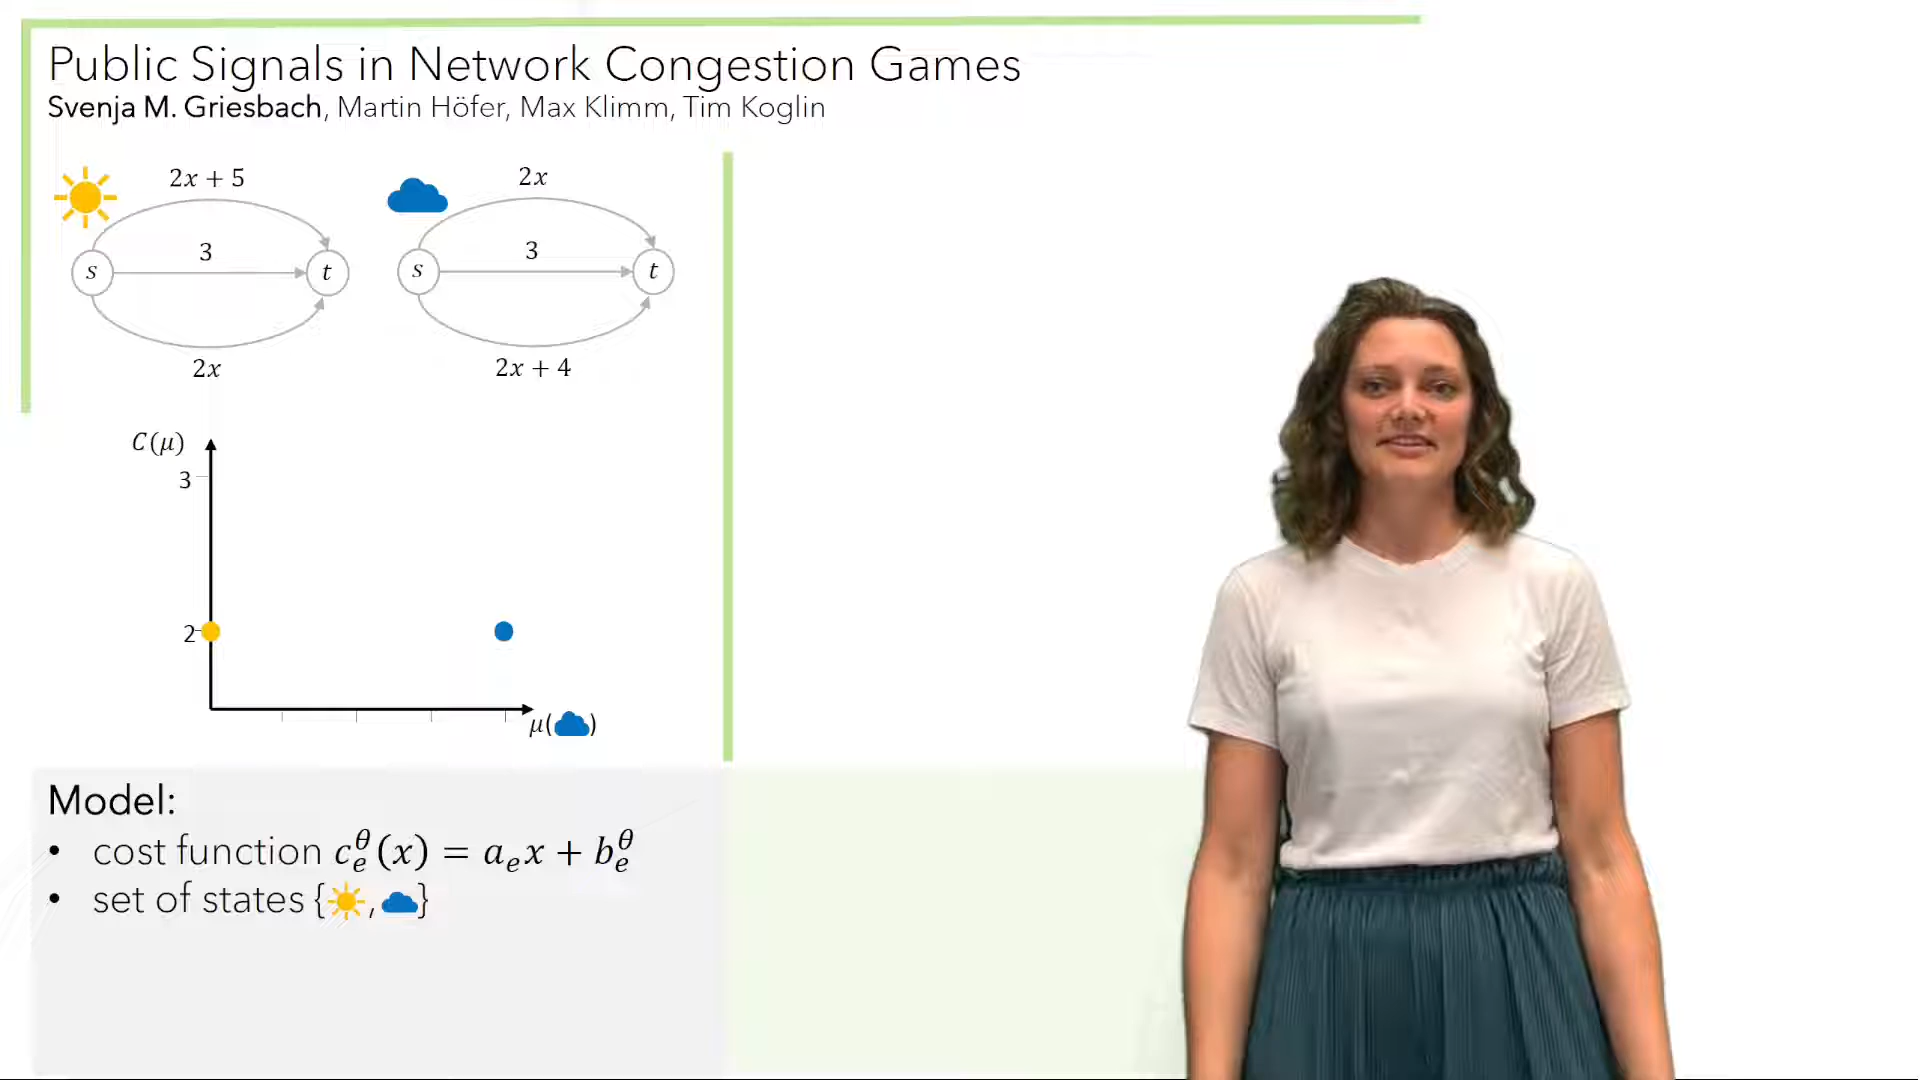 Public Signals in Network Congestion Games
Svenja M. Griesbach, Martin Höfer, Max Klimm, Tim Koglin
2x + 5
3
s
t
2x
2x
3
s
t
2x + 4
C(μ)
3
2
μ( )
Model:
• cost function c_e^θ(x) = a_e x + b_e^θ
• set of states { , }